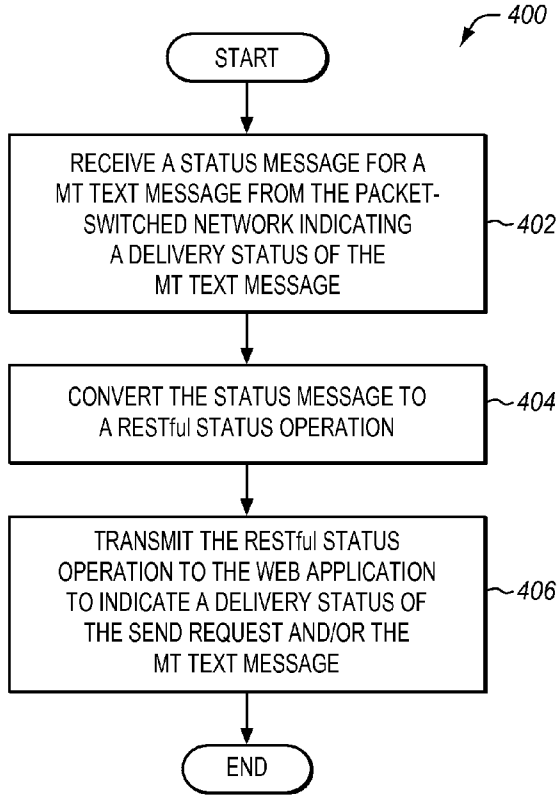 400
START
RECEIVE A STATUS MESSAGE FOR A
MT TEXT MESSAGE FROM THE PACKET-
SWITCHED NETWORK INDICATING
A DELIVERY STATUS OF THE
MT TEXT MESSAGE
402
CONVERT THE STATUS MESSAGE TO
A RESTful STATUS OPERATION
404
TRANSMIT THE RESTful STATUS
OPERATION TO THE WEB APPLICATION
TO INDICATE A DELIVERY STATUS OF
THE SEND REQUEST AND/OR THE
MT TEXT MESSAGE
406
END